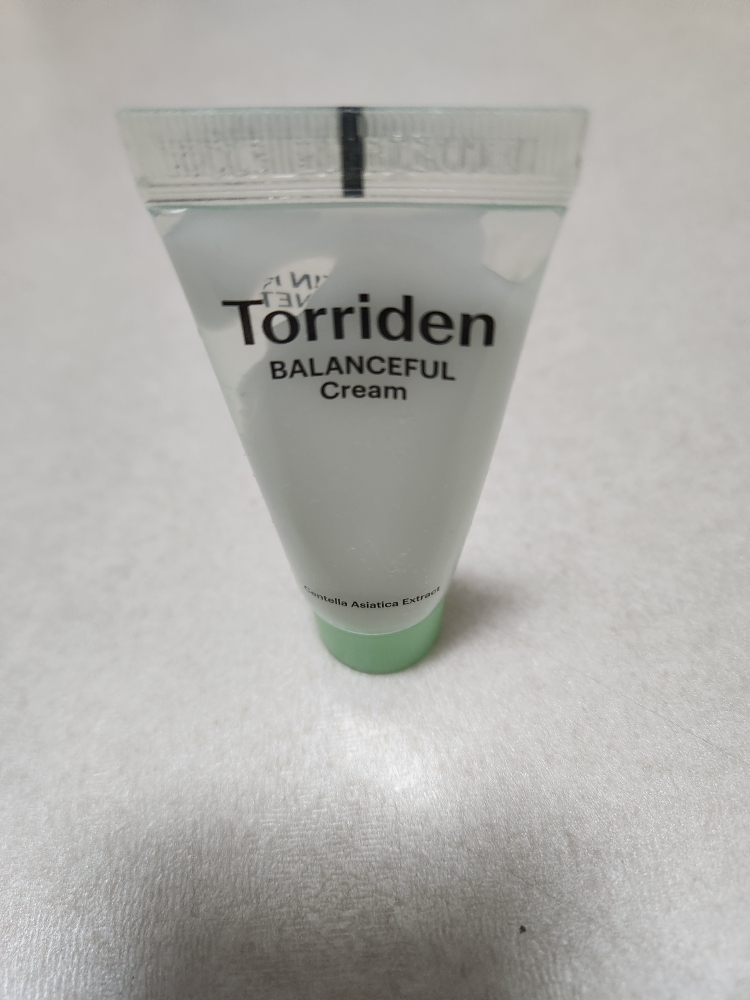 Torriden
BALANCEFUL
Cream
Centella Asiatica Extract